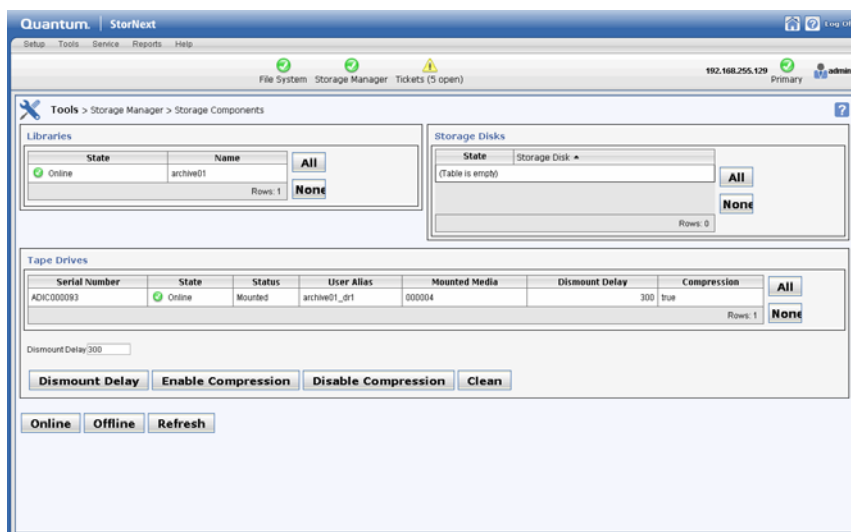 Quantum. | StorNext
Log Of
Setup Tools Service Reports Help
File System Storage Manager Tickets (5 open)
192.168.255.129 Primary admin
Tools > Storage Manager > Storage Components
?
Libraries
State Name
Online archive01
Rows: 1
All
None
Storage Disks
State Storage Disk
(Table is empty)
Rows: 0
All
None
Tape Drives
Serial Number State Status User Alias Mounted Media Dismount Delay Compression
ADIC000093 Online Mounted archive01_dr1 000004 300 true
Rows: 1
All
None
Dismount Delay 300
Dismount Delay Enable Compression Disable Compression Clean
Online Offline Refresh